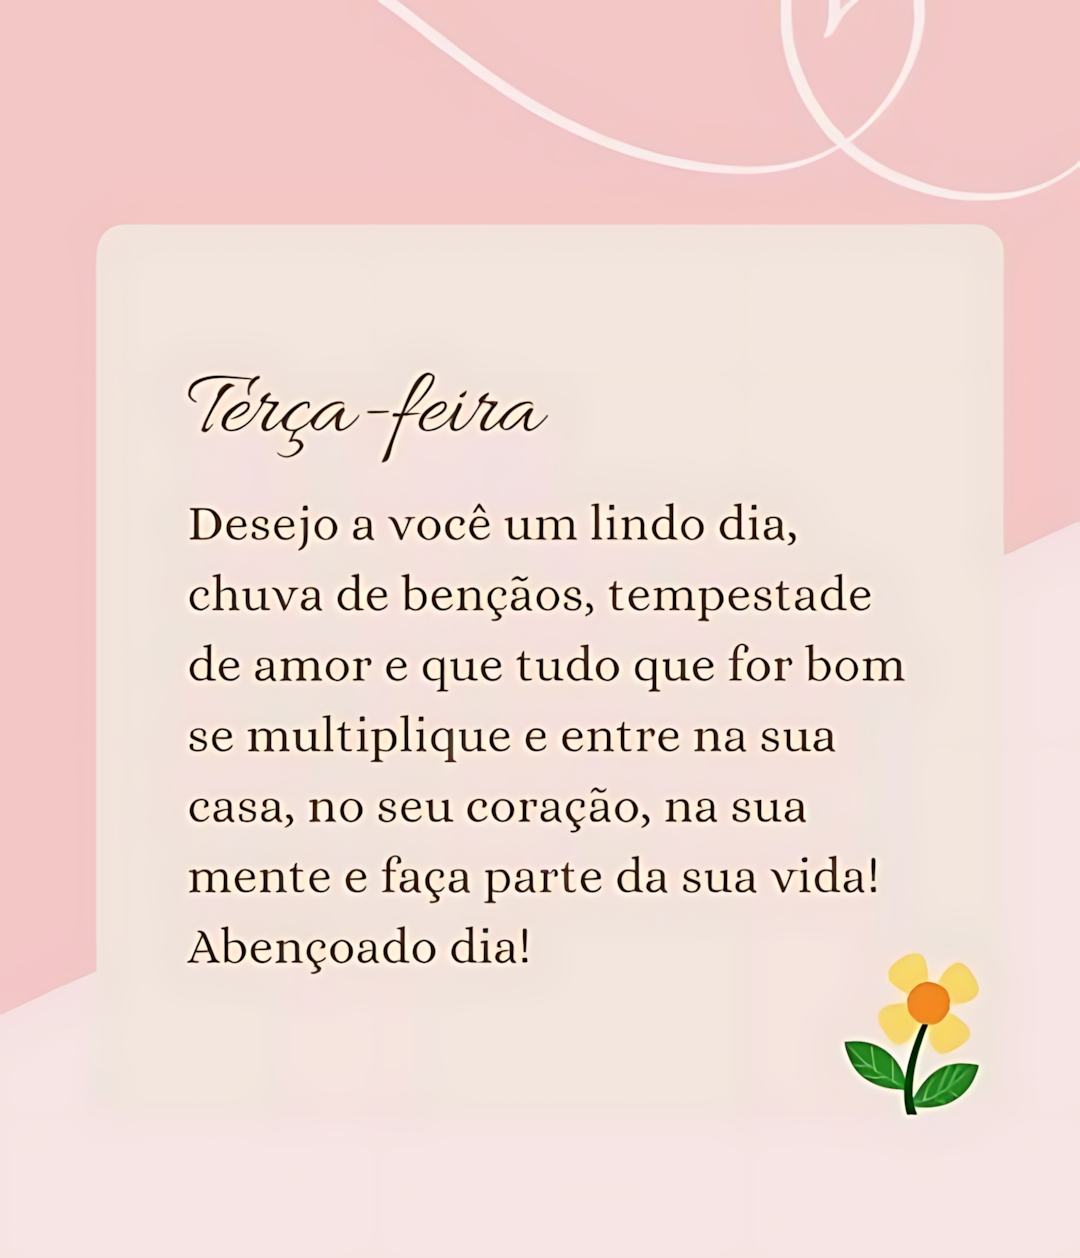 Terça-feira
Desejo a você um lindo dia,
chuva de bençãos, tempestade
de amor e que tudo que for bom
se multiplique e entre na sua
casa, no seu coração, na sua
mente e faça parte da sua vida!
Abençoado dia!